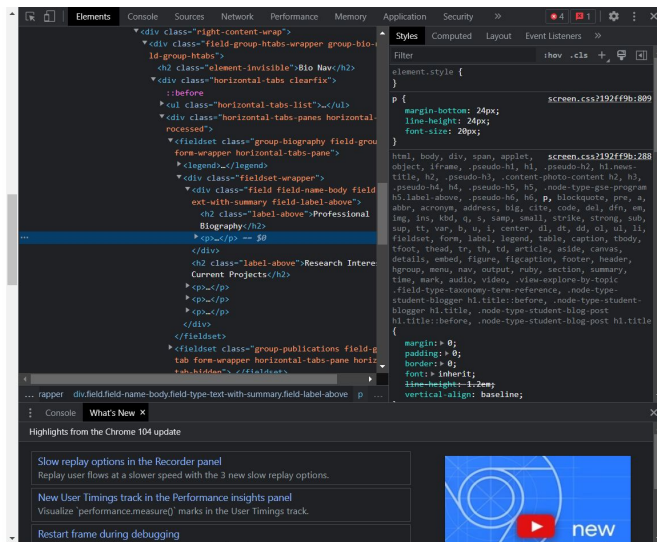 Elements Console Sources Network Performance Memory Application Security » 4 1
<div class="right-content-wrap">
<div class="field-group-htabs-wrapper group-bio-
ld-group-htabs">
<h2 class="element-invisible">Bio Nav</h2>
<div class="horizontal-tabs clearfix">
::before
<ul class="horizontal-tabs-list">…</ul>
<div class="horizontal-tabs-panes horizontal-
rocessed">
<fieldset class="group-biography field-grou
form-wrapper horizontal-tabs-pane">
<legend>…</legend>
<div class="fieldset-wrapper">
<div class="field field-name-body field
ext-with-summary field-label-above">
<h2 class="label-above">Professional
Biography</h2>
… <p>…</p> == $0
</div>
<h2 class="label-above">Research Intere
Current Projects</h2>
<p>…</p>
<p>…</p>
<p>…</p>
</div>
</fieldset>
<fieldset class="group-publications field-g
tab form-wrapper horizontal-tabs-pane horiz
tab-hidden"> </fieldset>
… rapper div.field.field-name-body.field-type-text-with-summary.field-label-above p …
Styles Computed Layout Event Listeners »
Filter :hov .cls +
element.style {
}
p { screen.css?192ff9b:809
margin-bottom: 24px;
line-height: 24px;
font-size: 20px;
}
html, body, div, span, applet, screen.css?192ff9b:288
object, iframe, .pseudo-h1, h1, .pseudo-h2, h1.news-
title, h2, .pseudo-h3, .content-photo-content h2, h3,
.pseudo-h4, h4, .pseudo-h5, h5, .node-type-gse-program
h5.label-above, .pseudo-h6, h6, p, blockquote, pre, a,
abbr, acronym, address, big, cite, code, del, dfn, em,
img, ins, kbd, q, s, samp, small, strike, strong, sub,
sup, tt, var, b, u, i, center, dl, dt, dd, ol, ul, li,
fieldset, form, label, legend, table, caption, tbody,
tfoot, thead, tr, th, td, article, aside, canvas,
details, embed, figure, figcaption, footer, header,
hgroup, menu, nav, output, ruby, section, summary,
time, mark, audio, video, .view-explore-by-topic
.field-type-taxonomy-term-reference, .node-type-
student-blogger h1.title::before, .node-type-student-
blogger h1.title, .node-type-student-blog-post
h1.title::before, .node-type-student-blog-post h1.title
{
margin: 0;
padding: 0;
border: 0;
font: inherit;
line-height: 1.2em;
vertical-align: baseline;
Console What's New ×
Highlights from the Chrome 104 update
Slow replay options in the Recorder panel
Replay user flows at a slower speed with the 3 new slow replay options.
New User Timings track in the Performance insights panel
Visualize `performance.measure()` marks in the User Timings track.
Restart frame during debugging
new